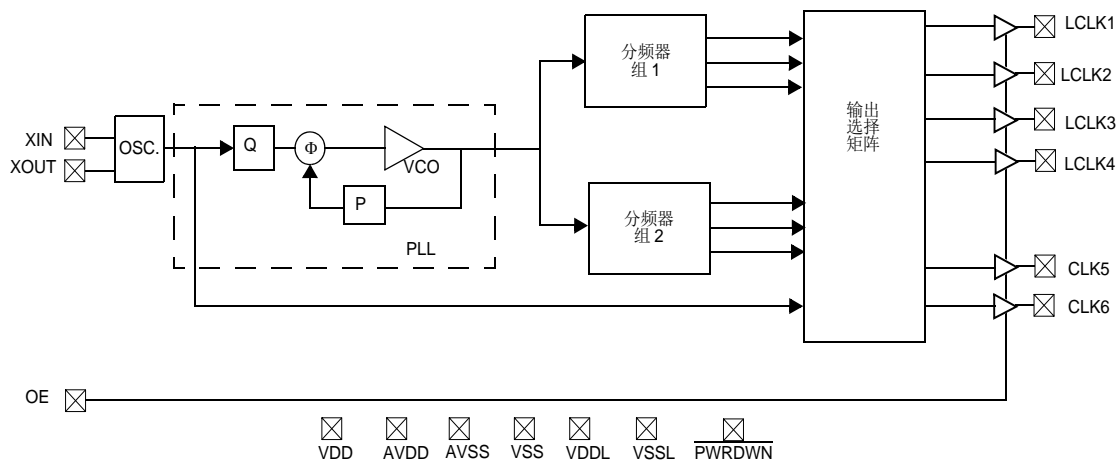 XIN
XOUT
OSC.
Q
Φ
VCO
P
PLL
分频器
组 1
分频器
组 2
输出
选择
矩阵
LCLK1
LCLK2
LCLK3
LCLK4
CLK5
CLK6
OE
VDD
AVDD
AVSS
VSS
VDDL
VSSL
PWRDWN